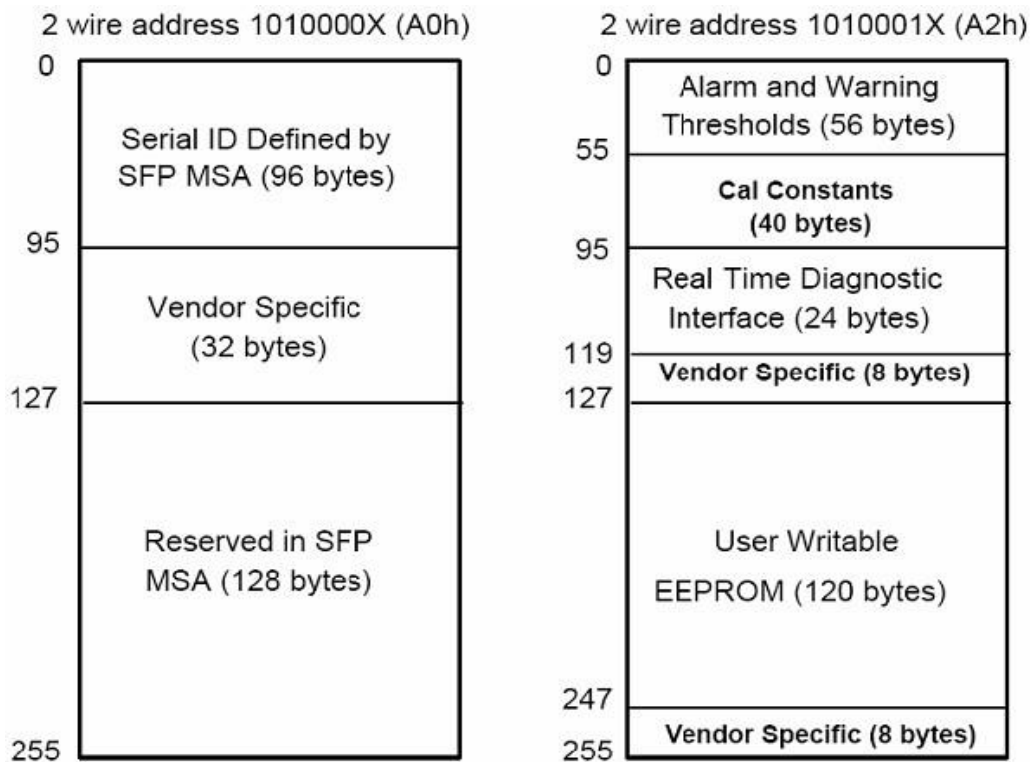 2 wire address 1010000X (A0h)
0
Serial ID Defined by
SFP MSA (96 bytes)
95
Vendor Specific
(32 bytes)
127
Reserved in SFP
MSA (128 bytes)
255
2 wire address 1010001X (A2h)
0
Alarm and Warning
Thresholds (56 bytes)
55
Cal Constants
(40 bytes)
95
Real Time Diagnostic
Interface (24 bytes)
119
Vendor Specific (8 bytes)
127
User Writable
EEPROM (120 bytes)
247
Vendor Specific (8 bytes)
255